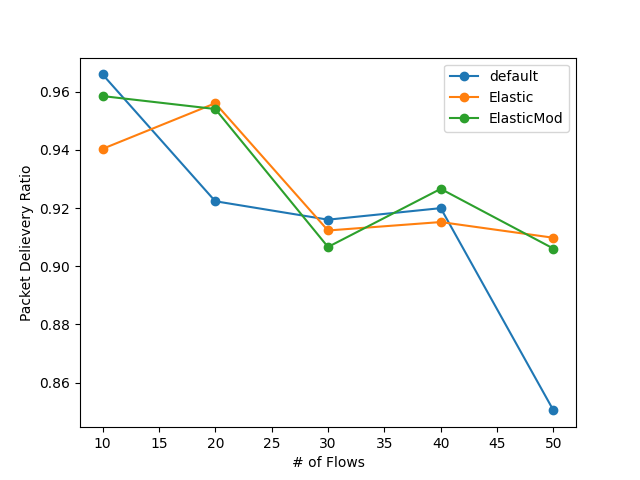 default
Elastic
ElasticMod
0.96
0.94
0.92
0.90
0.88
0.86
Packet Delievery Ratio
10 15 20 25 30 35 40 45 50
# of Flows